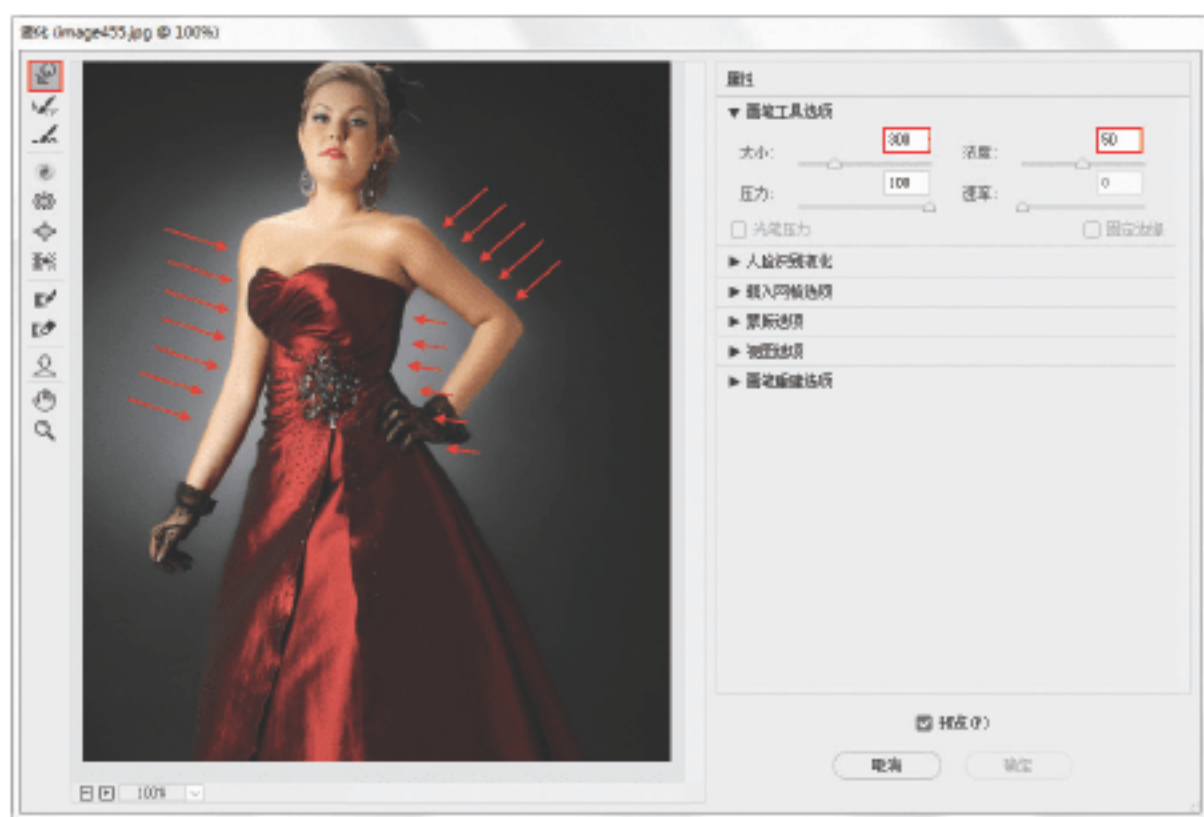 液化 (image455.jpg @ 100%)
属性
画笔工具选项
大小: 300 浓度: 50
压力: 100 速率: 0
光笔压力 固定边缘
人脸识别液化
载入网格选项
蒙版选项
视图选项
画笔重建选项
预览(P)
取消 确定
100%